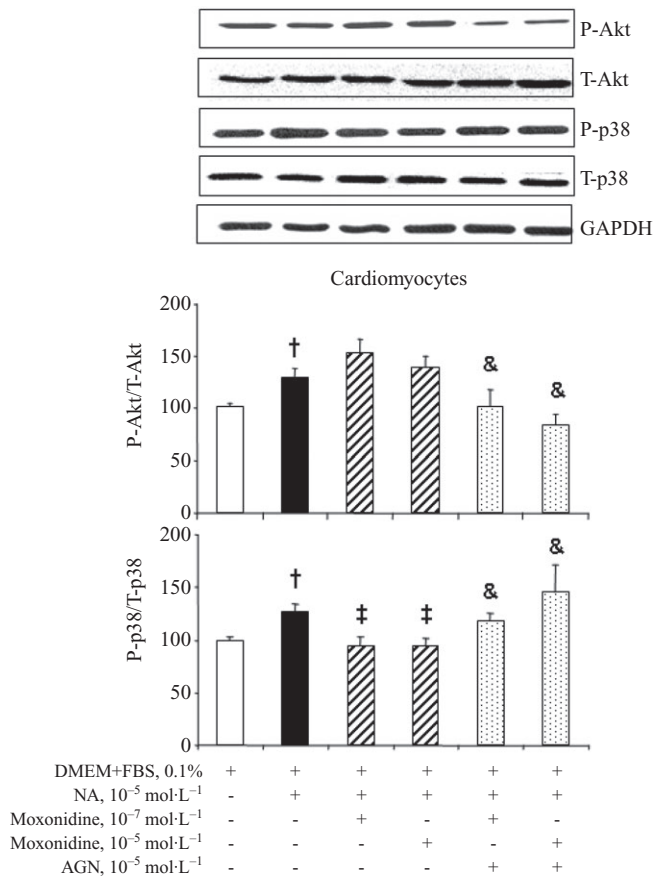 P-Akt
T-Akt
P-p38
T-p38
GAPDH
Cardiomyocytes
P-Akt/T-Akt
200
150
100
50
0
†
&
&
P-p38/T-p38
200
150
100
50
0
†
‡
‡
&
&
DMEM+FBS, 0.1% + + + + + +
NA, 10⁻⁵ mol·L⁻¹ - + + + + +
Moxonidine, 10⁻⁷ mol·L⁻¹ - - + - + -
Moxonidine, 10⁻⁵ mol·L⁻¹ - - - + - +
AGN, 10⁻⁵ mol·L⁻¹ - - - - + +